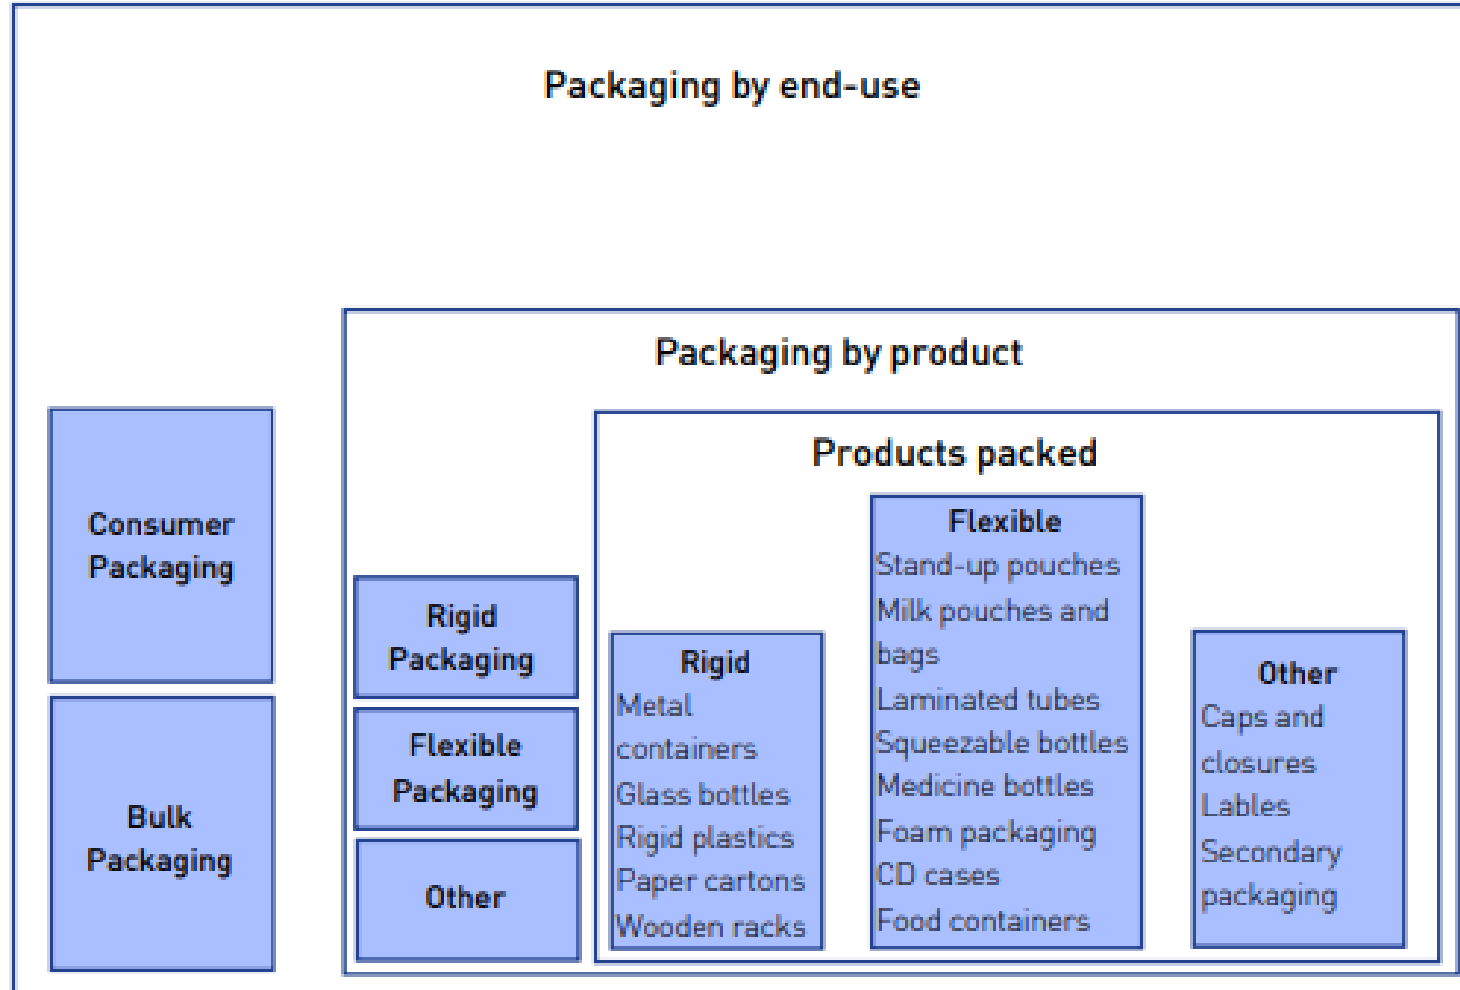 Packaging by end-use
Packaging by product
Products packed
Consumer
Packaging
Bulk
Packaging
Rigid
Packaging
Flexible
Packaging
Other
Rigid
Metal
containers
Glass bottles
Rigid plastics
Paper cartons
Wooden racks
Flexible
Stand-up pouches
Milk pouches and
bags
Laminated tubes
Squeezable bottles
Medicine bottles
Foam packaging
CD cases
Food containers
Other
Caps and
closures
Lables
Secondary
packaging